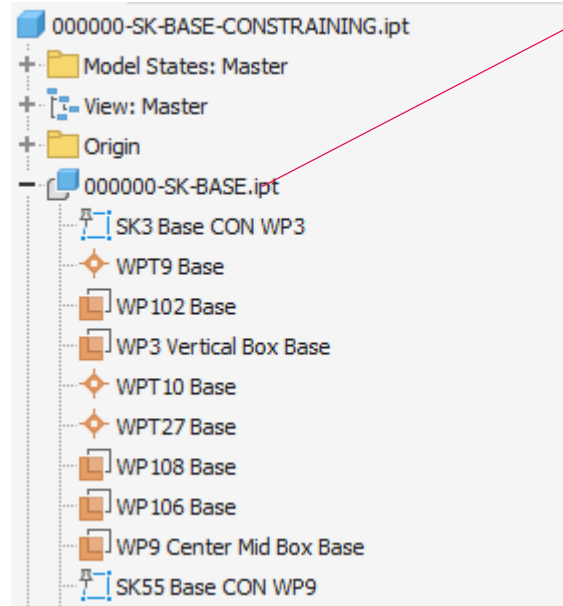 000000-SK-BASE-CONSTRAINING.ipt
Model States: Master
View: Master
Origin
000000-SK-BASE.ipt
SK3 Base CON WP3
WPT9 Base
WP102 Base
WP3 Vertical Box Base
WPT10 Base
WPT27 Base
WP108 Base
WP106 Base
WP9 Center Mid Box Base
SK55 Base CON WP9